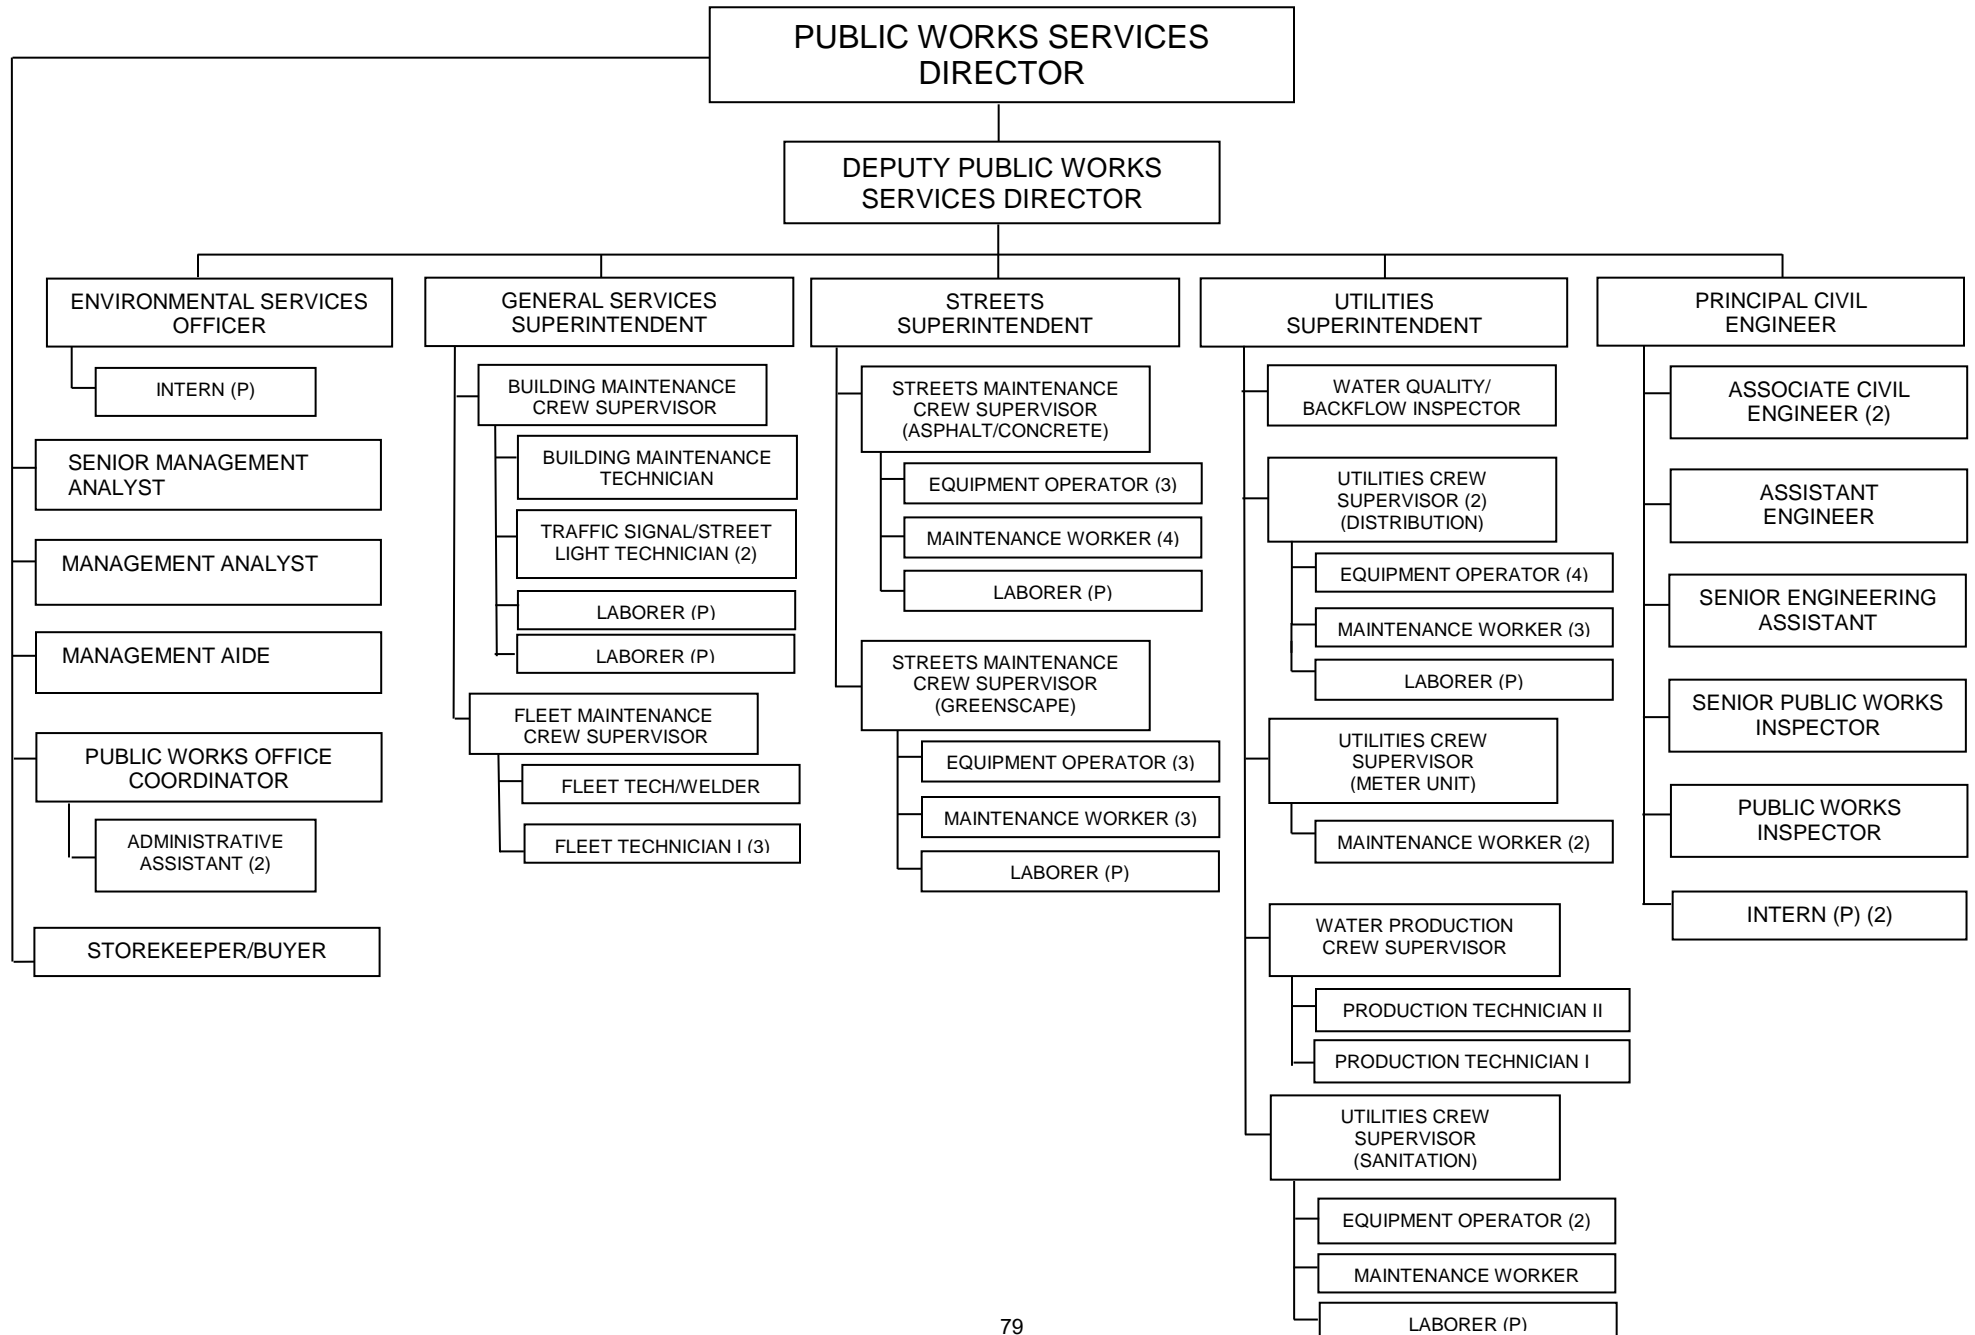 PUBLIC WORKS SERVICES
DIRECTOR
DEPUTY PUBLIC WORKS
SERVICES DIRECTOR
ENVIRONMENTAL SERVICES
OFFICER
INTERN (P)
SENIOR MANAGEMENT
ANALYST
MANAGEMENT ANALYST
MANAGEMENT AIDE
PUBLIC WORKS OFFICE
COORDINATOR
ADMINISTRATIVE
ASSISTANT (2)
STOREKEEPER/BUYER
GENERAL SERVICES
SUPERINTENDENT
BUILDING MAINTENANCE
CREW SUPERVISOR
BUILDING MAINTENANCE
TECHNICIAN
TRAFFIC SIGNAL/STREET
LIGHT TECHNICIAN (2)
LABORER (P)
LABORER (P)
FLEET MAINTENANCE
CREW SUPERVISOR
FLEET TECH/WELDER
FLEET TECHNICIAN I (3)
STREETS
SUPERINTENDENT
STREETS MAINTENANCE
CREW SUPERVISOR
(ASPHALT/CONCRETE)
EQUIPMENT OPERATOR (3)
MAINTENANCE WORKER (4)
LABORER (P)
STREETS MAINTENANCE
CREW SUPERVISOR
(GREENSCAPE)
EQUIPMENT OPERATOR (3)
MAINTENANCE WORKER (3)
LABORER (P)
UTILITIES
SUPERINTENDENT
WATER QUALITY/
BACKFLOW INSPECTOR
UTILITIES CREW
SUPERVISOR (2)
(DISTRIBUTION)
EQUIPMENT OPERATOR (4)
MAINTENANCE WORKER (3)
LABORER (P)
UTILITIES CREW
SUPERVISOR
(METER UNIT)
MAINTENANCE WORKER (2)
WATER PRODUCTION
CREW SUPERVISOR
PRODUCTION TECHNICIAN II
PRODUCTION TECHNICIAN I
UTILITIES CREW
SUPERVISOR
(SANITATION)
EQUIPMENT OPERATOR (2)
MAINTENANCE WORKER
LABORER (P)
PRINCIPAL CIVIL
ENGINEER
ASSOCIATE CIVIL
ENGINEER (2)
ASSISTANT
ENGINEER
SENIOR ENGINEERING
ASSISTANT
SENIOR PUBLIC WORKS
INSPECTOR
PUBLIC WORKS
INSPECTOR
INTERN (P) (2)
79